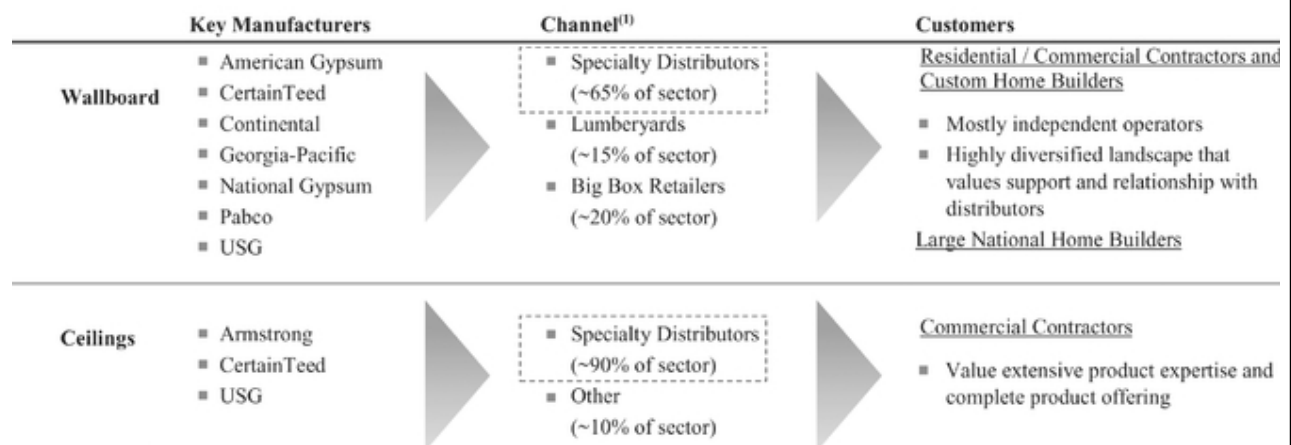 Key Manufacturers
Channel(1)
Customers
Wallboard
■ American Gypsum
■ CertainTeed
■ Continental
■ Georgia-Pacific
■ National Gypsum
■ Pabco
■ USG
■ Specialty Distributors
(~65% of sector)
■ Lumberyards
(~15% of sector)
■ Big Box Retailers
(~20% of sector)
Residential / Commercial Contractors and
Custom Home Builders
■ Mostly independent operators
■ Highly diversified landscape that
values support and relationship with
distributors
Large National Home Builders
Ceilings
■ Armstrong
■ CertainTeed
■ USG
■ Specialty Distributors
(~90% of sector)
■ Other
(~10% of sector)
Commercial Contractors
■ Value extensive product expertise and
complete product offering